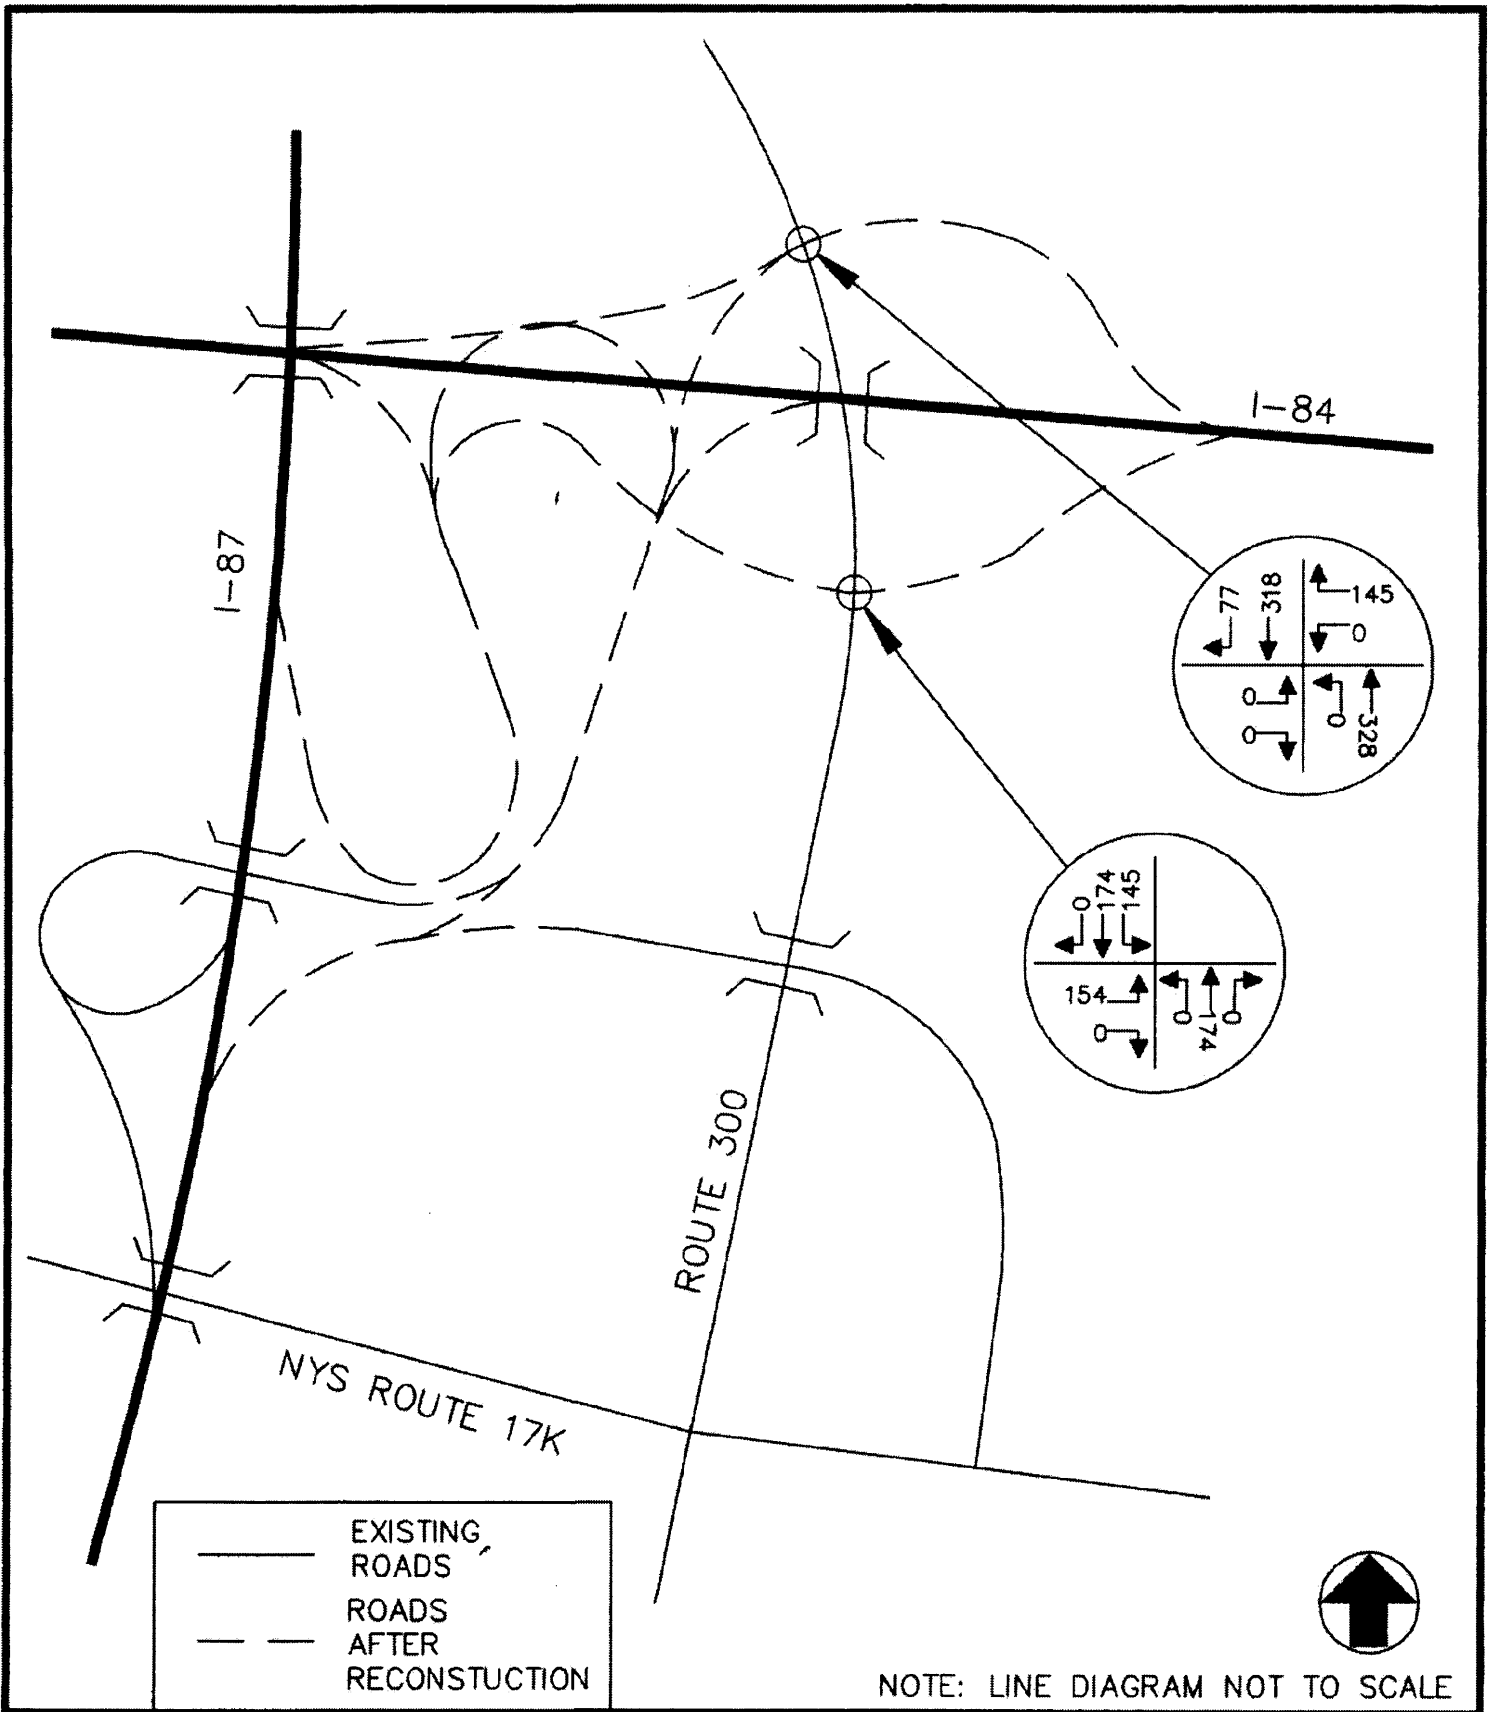 I-84
I-87
77
318
145
0
0
0
0
328
0
174
145
154
0
0
174
0
ROUTE 300
NYS ROUTE 17K
EXISTING
ROADS
ROADS
AFTER
RECONSTUCTION
NOTE: LINE DIAGRAM NOT TO SCALE